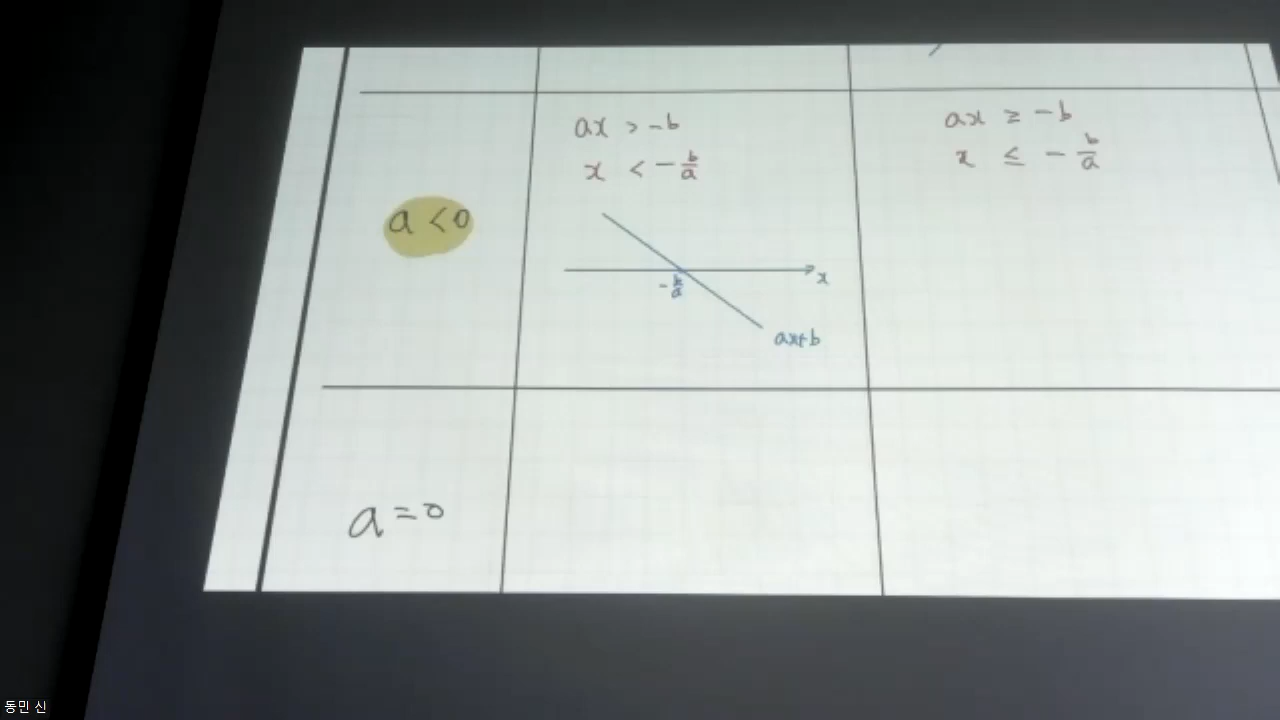 a < 0
ax > -b
x < -b/a
-b/a
x
ax+b
ax ≥ -b
x ≤ -b/a
a = 0
동민 신